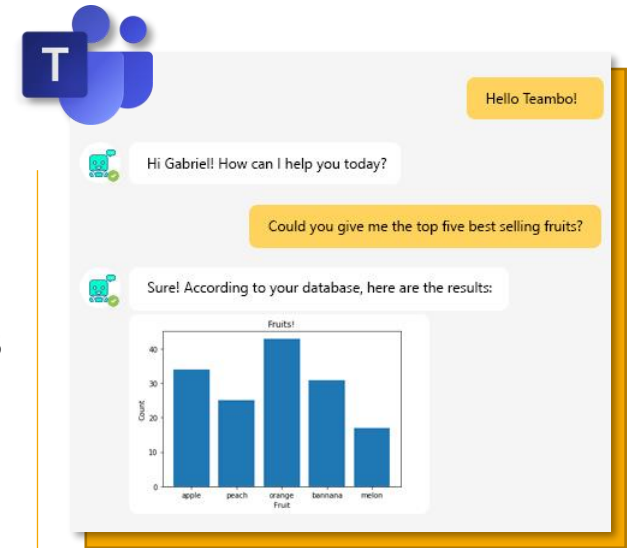 T
Hello Teambo!
Hi Gabriel! How can I help you today?
Could you give me the top five best selling fruits?
Sure! According to your database, here are the results:
Fruits!
Count
40
30
20
10
0
apple peach orange bannana melon
Fruit